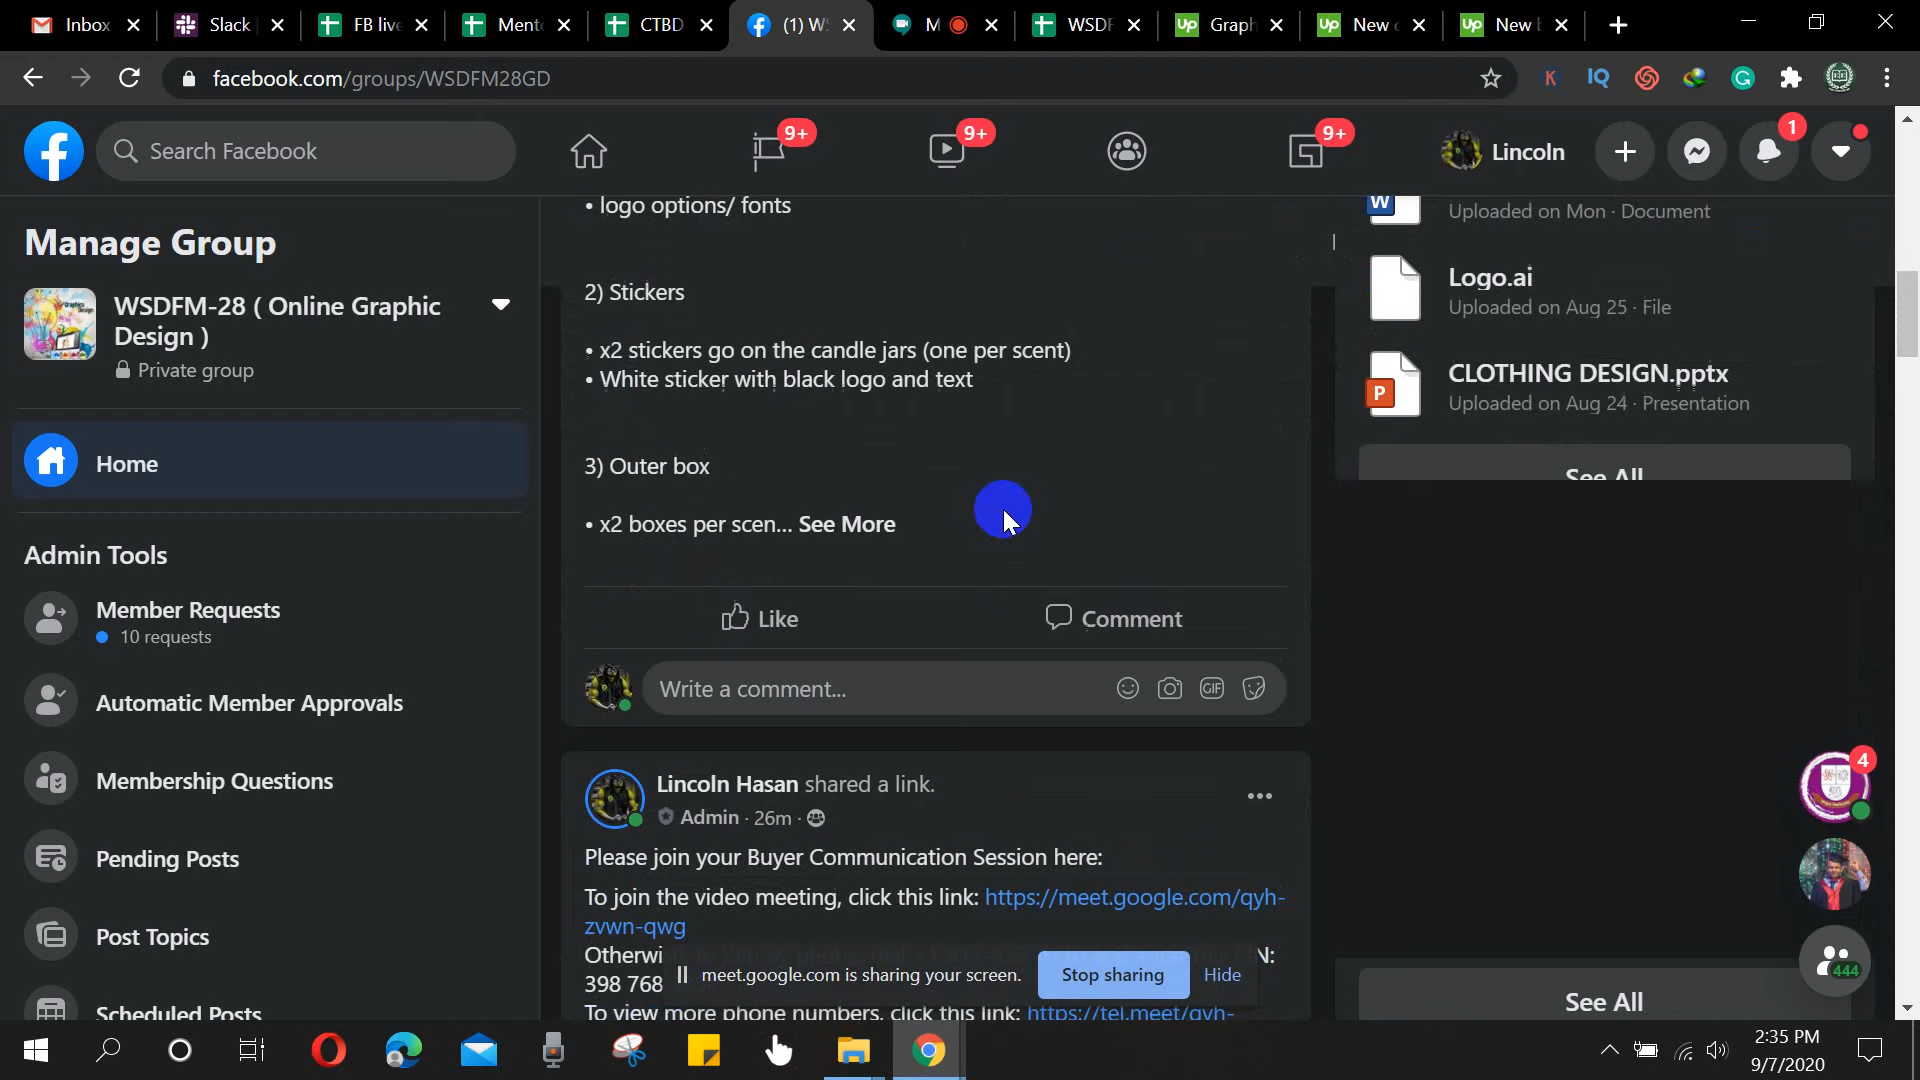 Inbox
Slack
FB live
Mente
CTBD
(1) WS
M
WSDF
Graph
New
New b
facebook.com/groups/WSDFM28GD
Search Facebook
9+
9+
9+
Lincoln
1
Manage Group
WSDFM-28 ( Online Graphic
Design )
Private group
Home
Admin Tools
Member Requests
10 requests
Automatic Member Approvals
Membership Questions
Pending Posts
Scheduled Posts
• logo options/ fonts
2) Stickers
• x2 stickers go on the candle jars (one per scent)
• White sticker with black logo and text
3) Outer box
• x2 boxes per scen... See More
Like
Comment
Write a comment...
GIF
Lincoln Hasan shared a link.
Admin · 26m ·
Please join your Buyer Communication Session here:
To join the video meeting, click this link: https://meet.google.com/qyh-
zvwn-qwg
Otherwi
N:
398 768
To view more phone numbers, click this link: https://tel.meet/qyh-
meet.google.com is sharing your screen.
Stop sharing
Hide
Post Topics
W
Uploaded on Mon · Document
Logo.ai
Uploaded on Aug 25 · File
P
CLOTHING DESIGN.pptx
Uploaded on Aug 24 · Presentation
See All
See All
4
444
2:35 PM
9/7/2020